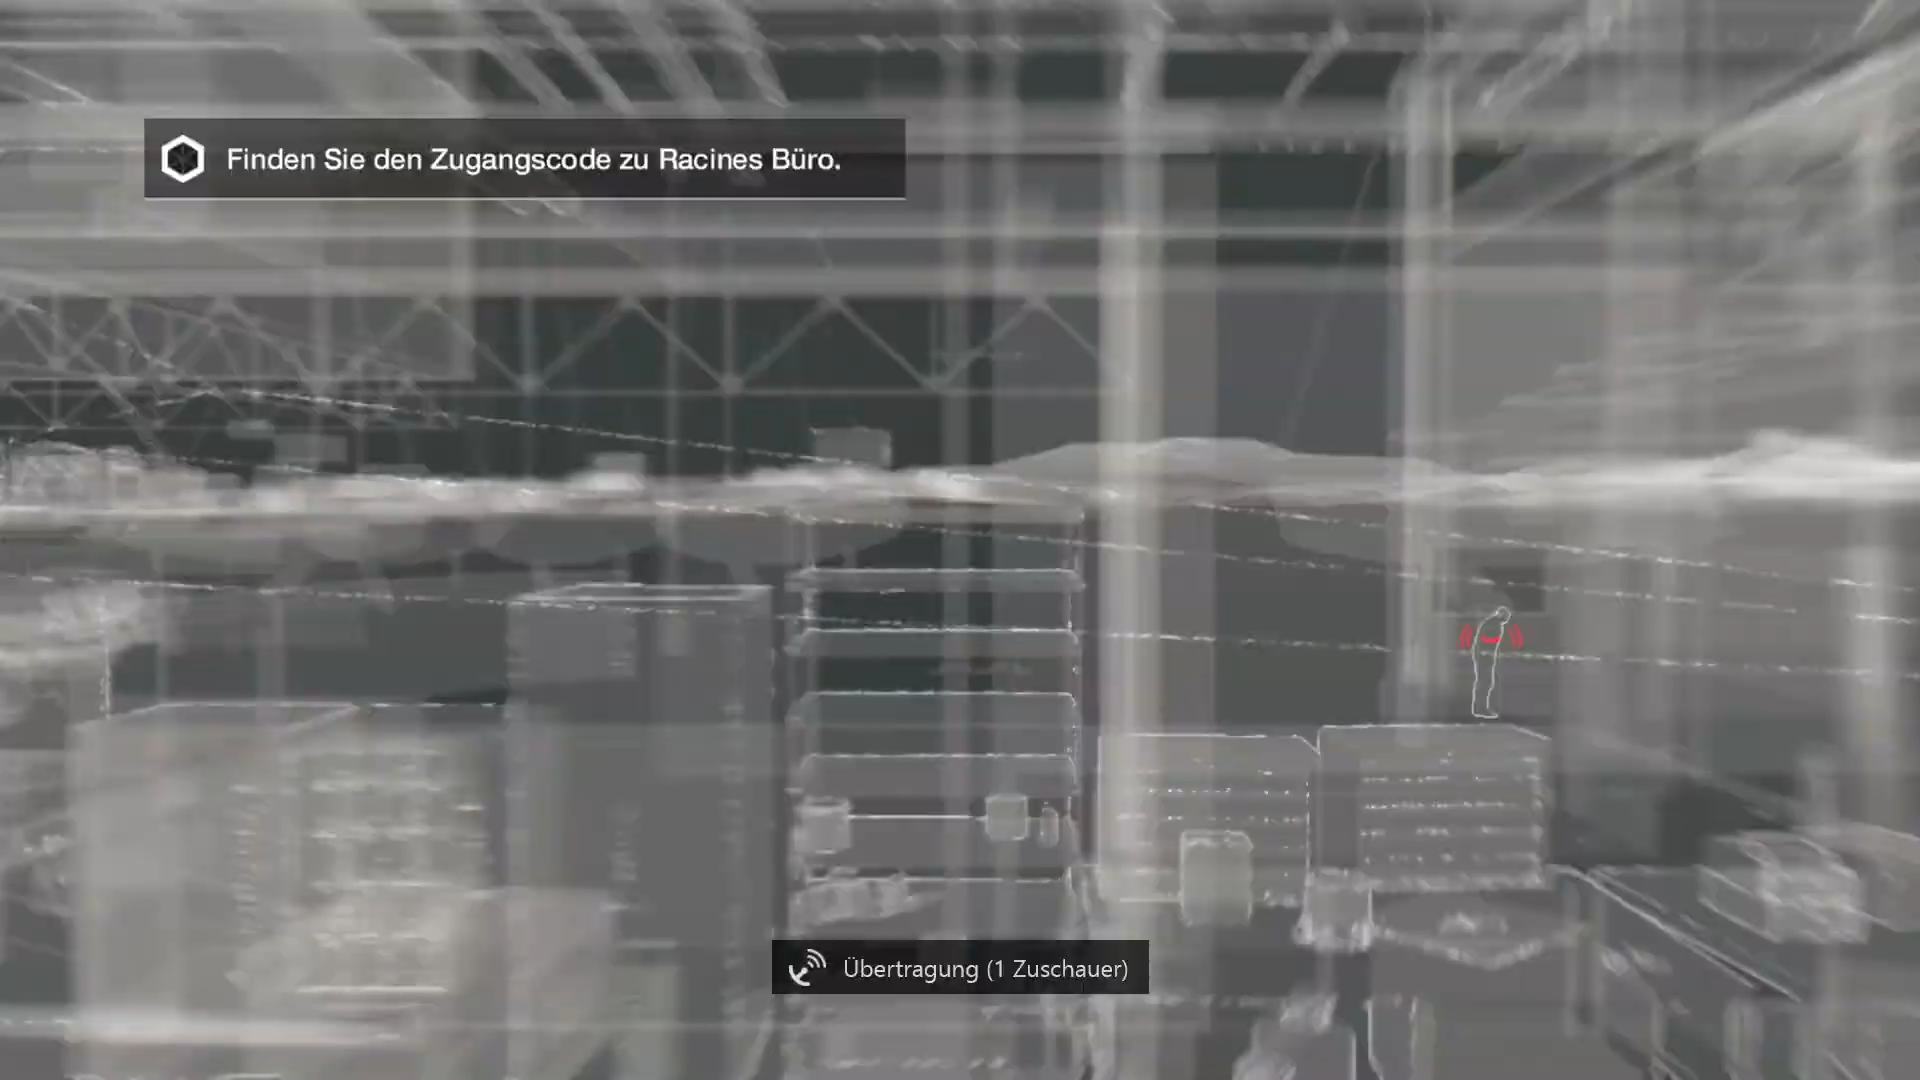 Finden Sie den Zugangscode zu Racines Büro.
Übertragung (1 Zuschauer)